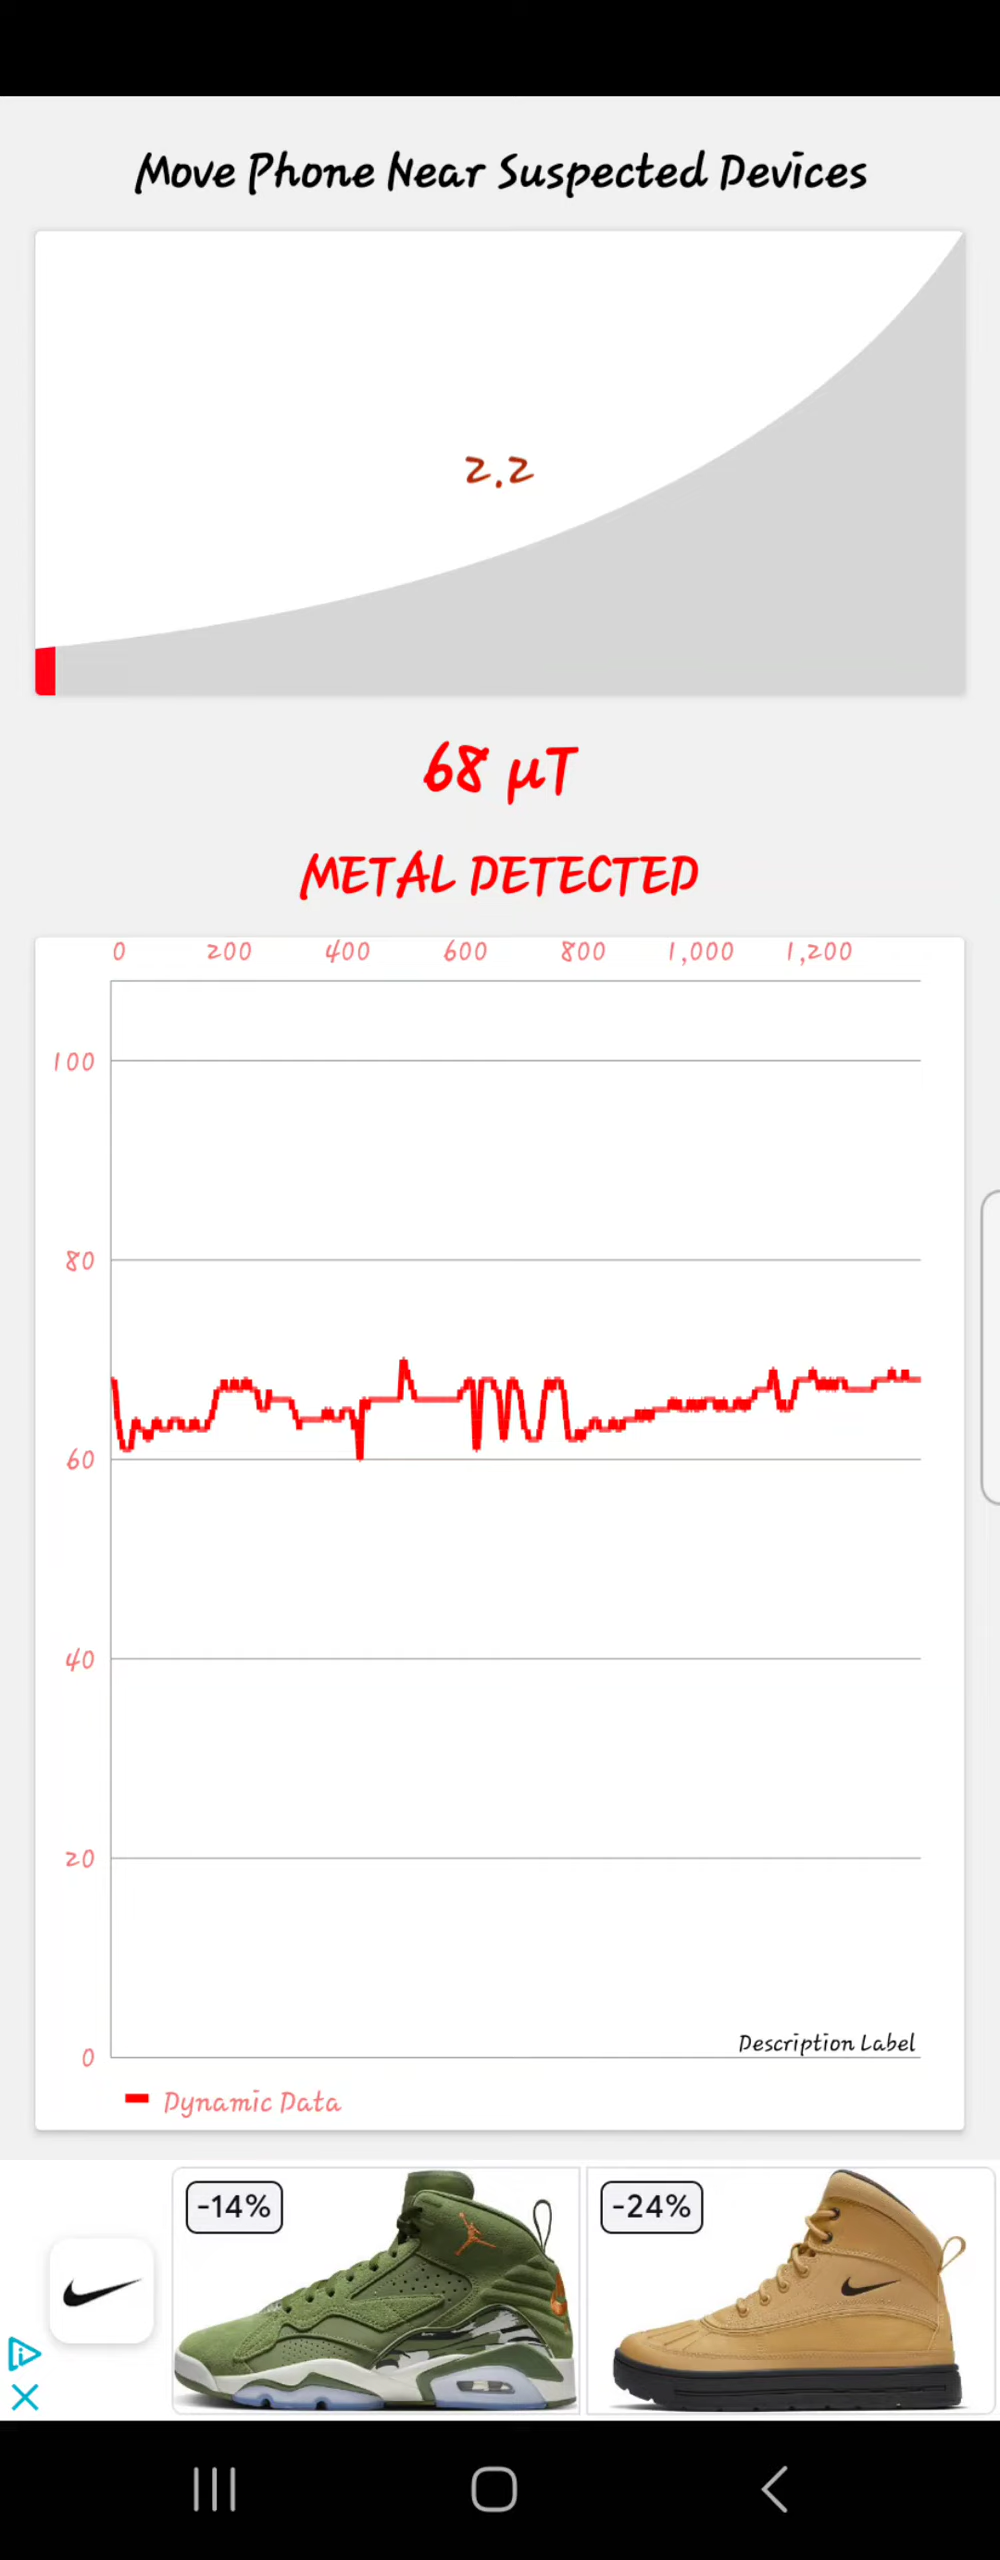 Move Phone Near Suspected Devices
2.2
68 µT
METAL DETECTED
0 200 400 600 800 1,000 1,200
100
80
60
40
20
0
Description Label
Dynamic Data
-14%
-24%